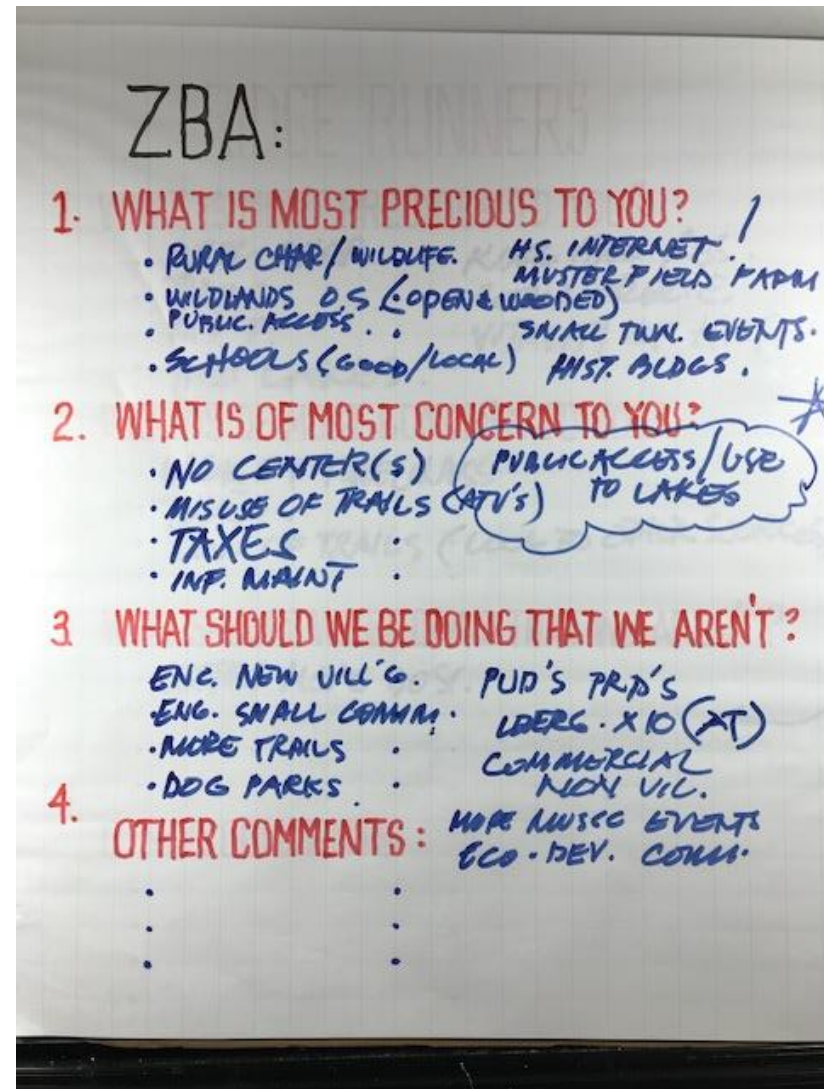 ZBA:
1. WHAT IS MOST PRECIOUS TO YOU?
• RURAL CHAR/WILDLIFE.
• WILDLANDS O.S (• OPEN & WOODED)
• PUBLIC. ACCESS.
• SCHOOLS (GOOD/LOCAL)
HS. INTERNET!
MUSTER FIELD FARM
SMALL TWN. EVENTS.
HIST. BLDGS.
2. WHAT IS OF MOST CONCERN TO YOU?
• NO CENTER(S)
• MISUSE OF TRAILS (ATV'S)
• TAXES
• INF. MAINT
PUBLIC ACCESS/USE
TO LAKES
3 WHAT SHOULD WE BE DOING THAT WE AREN'T?
ENC. NEW VILL'G.
ENG. SMALL COMM.
• MORE TRAILS
• DOG PARKS
PUD'S PRD'S
X 10 (AT)
COMMERCIAL
NON VIL.
MORE MUSIC EVENTS
ECO. DEV. COMM.
4.
OTHER COMMENTS: